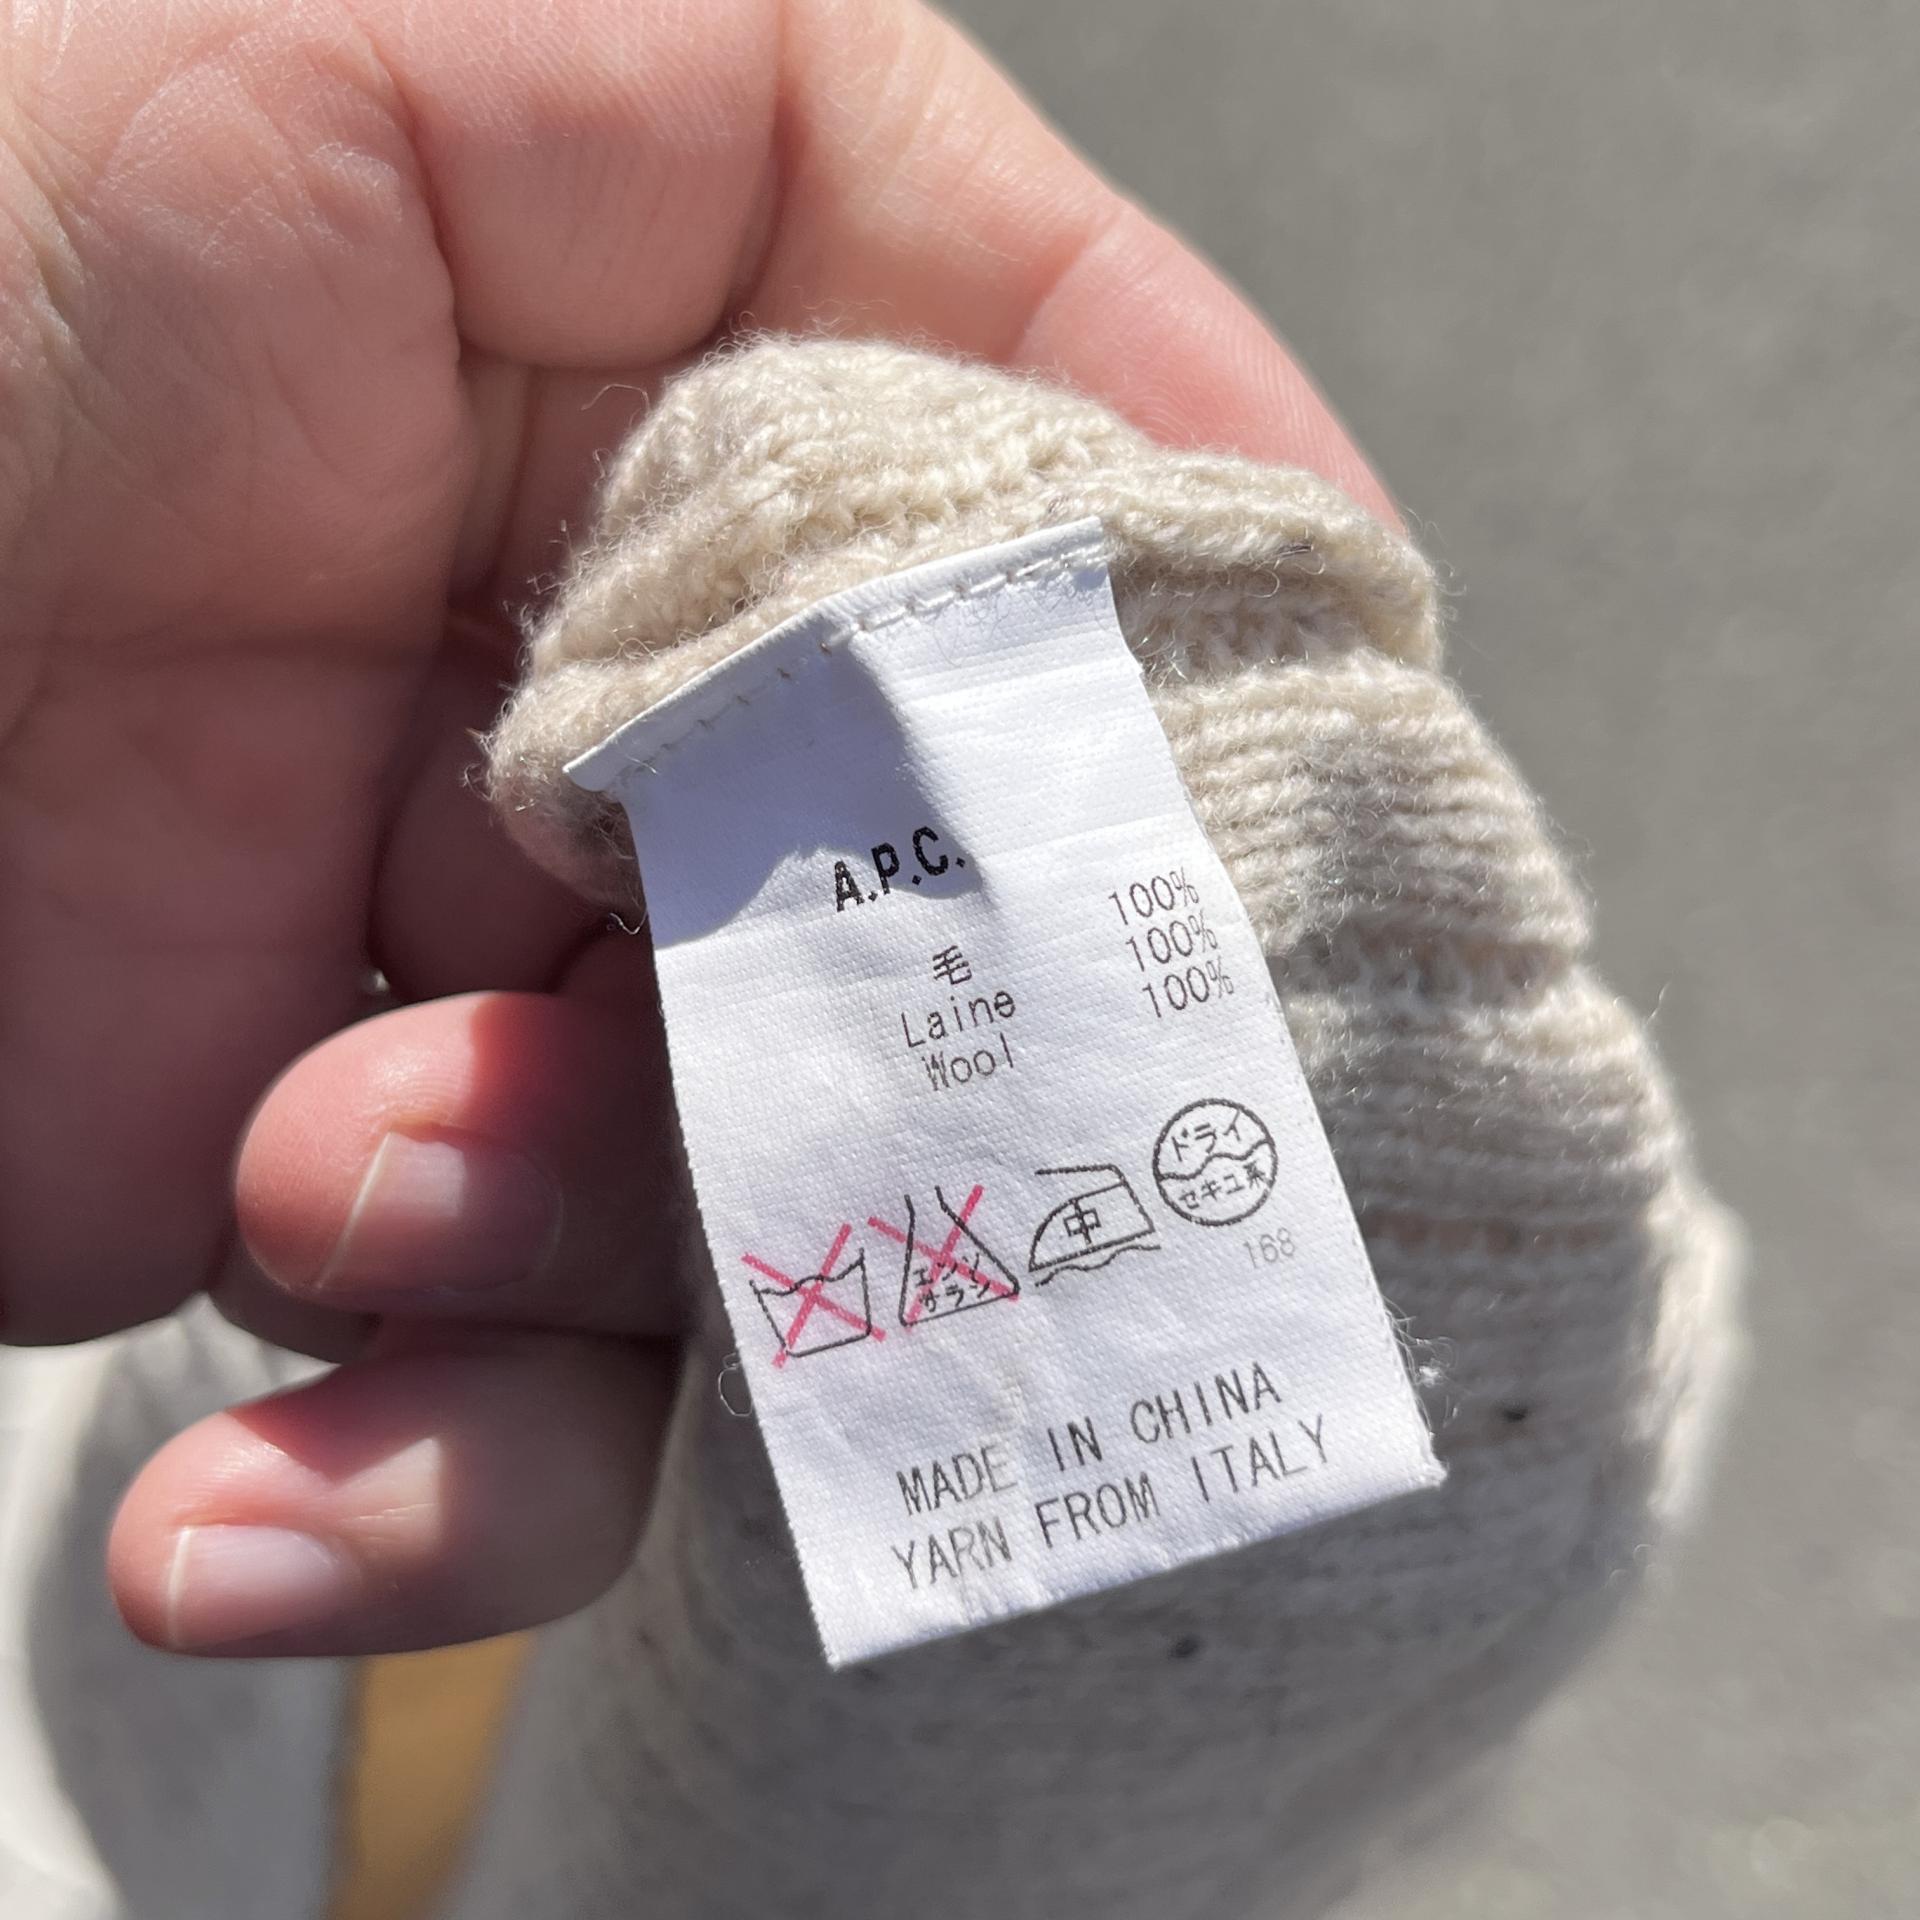 A.P.C.
毛 100%
Laine 100%
Wool 100%
エンソ
サラシ
中
ドライ
セキユ系
168
MADE IN CHINA
YARN FROM ITALY